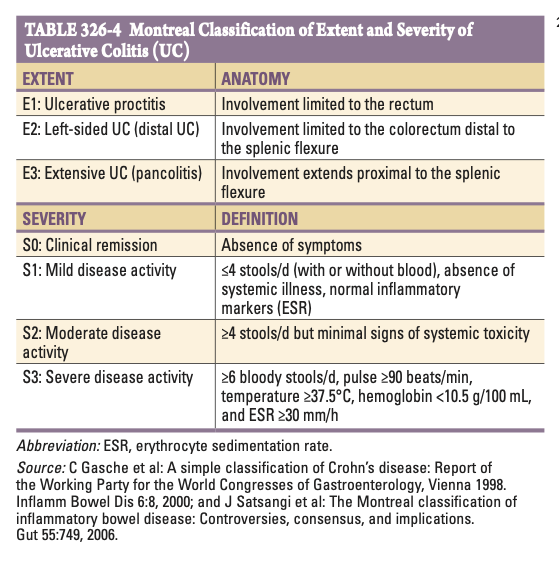 TABLE 326-4 Montreal Classification of Extent and Severity of
Ulcerative Colitis (UC)
EXTENT
ANATOMY
E1: Ulcerative proctitis
Involvement limited to the rectum
E2: Left-sided UC (distal UC)
Involvement limited to the colorectum distal to
the splenic flexure
E3: Extensive UC (pancolitis)
Involvement extends proximal to the splenic
flexure
SEVERITY
DEFINITION
S0: Clinical remission
Absence of symptoms
S1: Mild disease activity
≤4 stools/d (with or without blood), absence of
systemic illness, normal inflammatory
markers (ESR)
S2: Moderate disease
activity
≥4 stools/d but minimal signs of systemic toxicity
S3: Severe disease activity
≥6 bloody stools/d, pulse ≥90 beats/min,
temperature ≥37.5°C, hemoglobin <10.5 g/100 mL,
and ESR ≥30 mm/h
Abbreviation: ESR, erythrocyte sedimentation rate.
Source: C Gasche et al: A simple classification of Crohn's disease: Report of
the Working Party for the World Congresses of Gastroenterology, Vienna 1998.
Inflamm Bowel Dis 6:8, 2000; and J Satsangi et al: The Montreal classification of
inflammatory bowel disease: Controversies, consensus, and implications.
Gut 55:749, 2006.